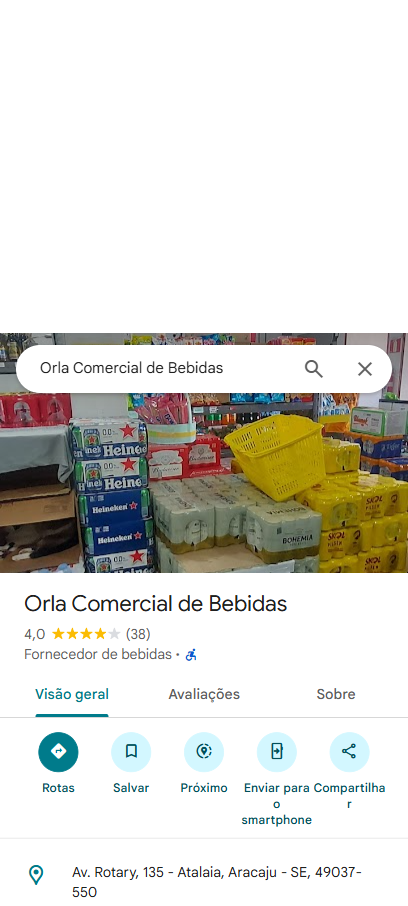 Orla Comercial de Bebidas
Heineken
Heineken
Heineken
Heineken
BOHEMIA
SKOL
SKOL
Orla Comercial de Bebidas
4,0 (38)
Fornecedor de bebidas ·
Visão geral Avaliações Sobre
Rotas Salvar Próximo Enviar para o smartphone Compartilhar
Av. Rotary, 135 - Atalaia, Aracaju - SE, 49037-
550